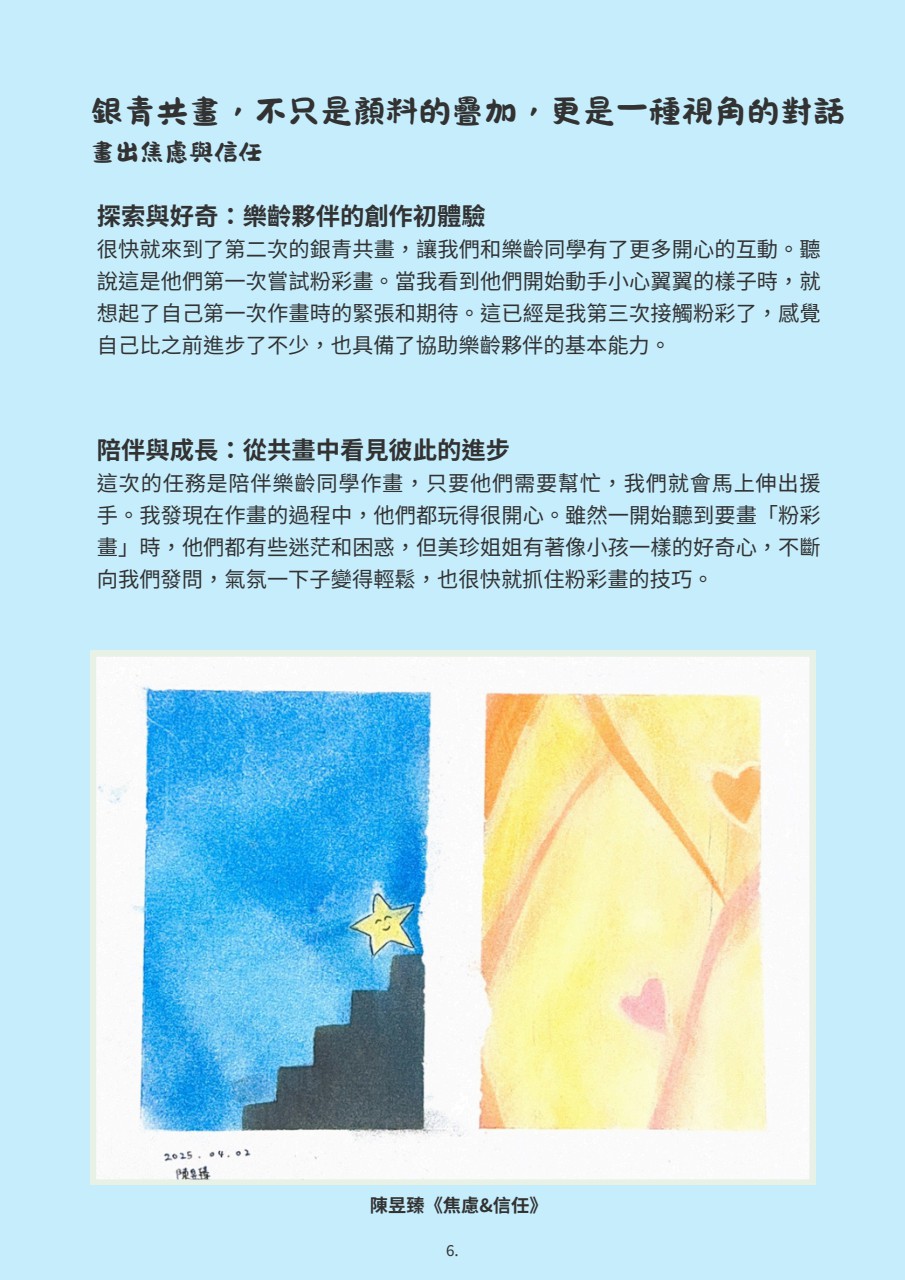 銀青共畫，不只是顏料的疊加，更是一種視角的對話
畫出焦慮與信任
探索與好奇：樂齡夥伴的創作初體驗
很快就來到了第二次的銀青共畫，讓我們和樂齡同學有了更多開心的互動。聽
說這是他們第一次嘗試粉彩畫。當我看到他們開始動手小心翼翼的樣子時，就
想起了自己第一次作畫時的緊張和期待。這已經是我第三次接觸粉彩了，感覺
自己比之前進步了不少，也具備了協助樂齡夥伴的基本能力。
陪伴與成長：從共畫中看見彼此的進步
這次的任務是陪伴樂齡同學作畫，只要他們需要幫忙，我們就會馬上伸出援
手。我發現在作畫的過程中，他們都玩得很開心。雖然一開始聽到要畫「粉彩
畫」時，他們都有些迷茫和困惑，但美珍姐姐有著像小孩一樣的好奇心，不斷
向我們發問，氣氛一下子變得輕鬆，也很快就抓住粉彩畫的技巧。
2025.04.02
陳昱臻
陳昱臻《焦慮&信任》
6.